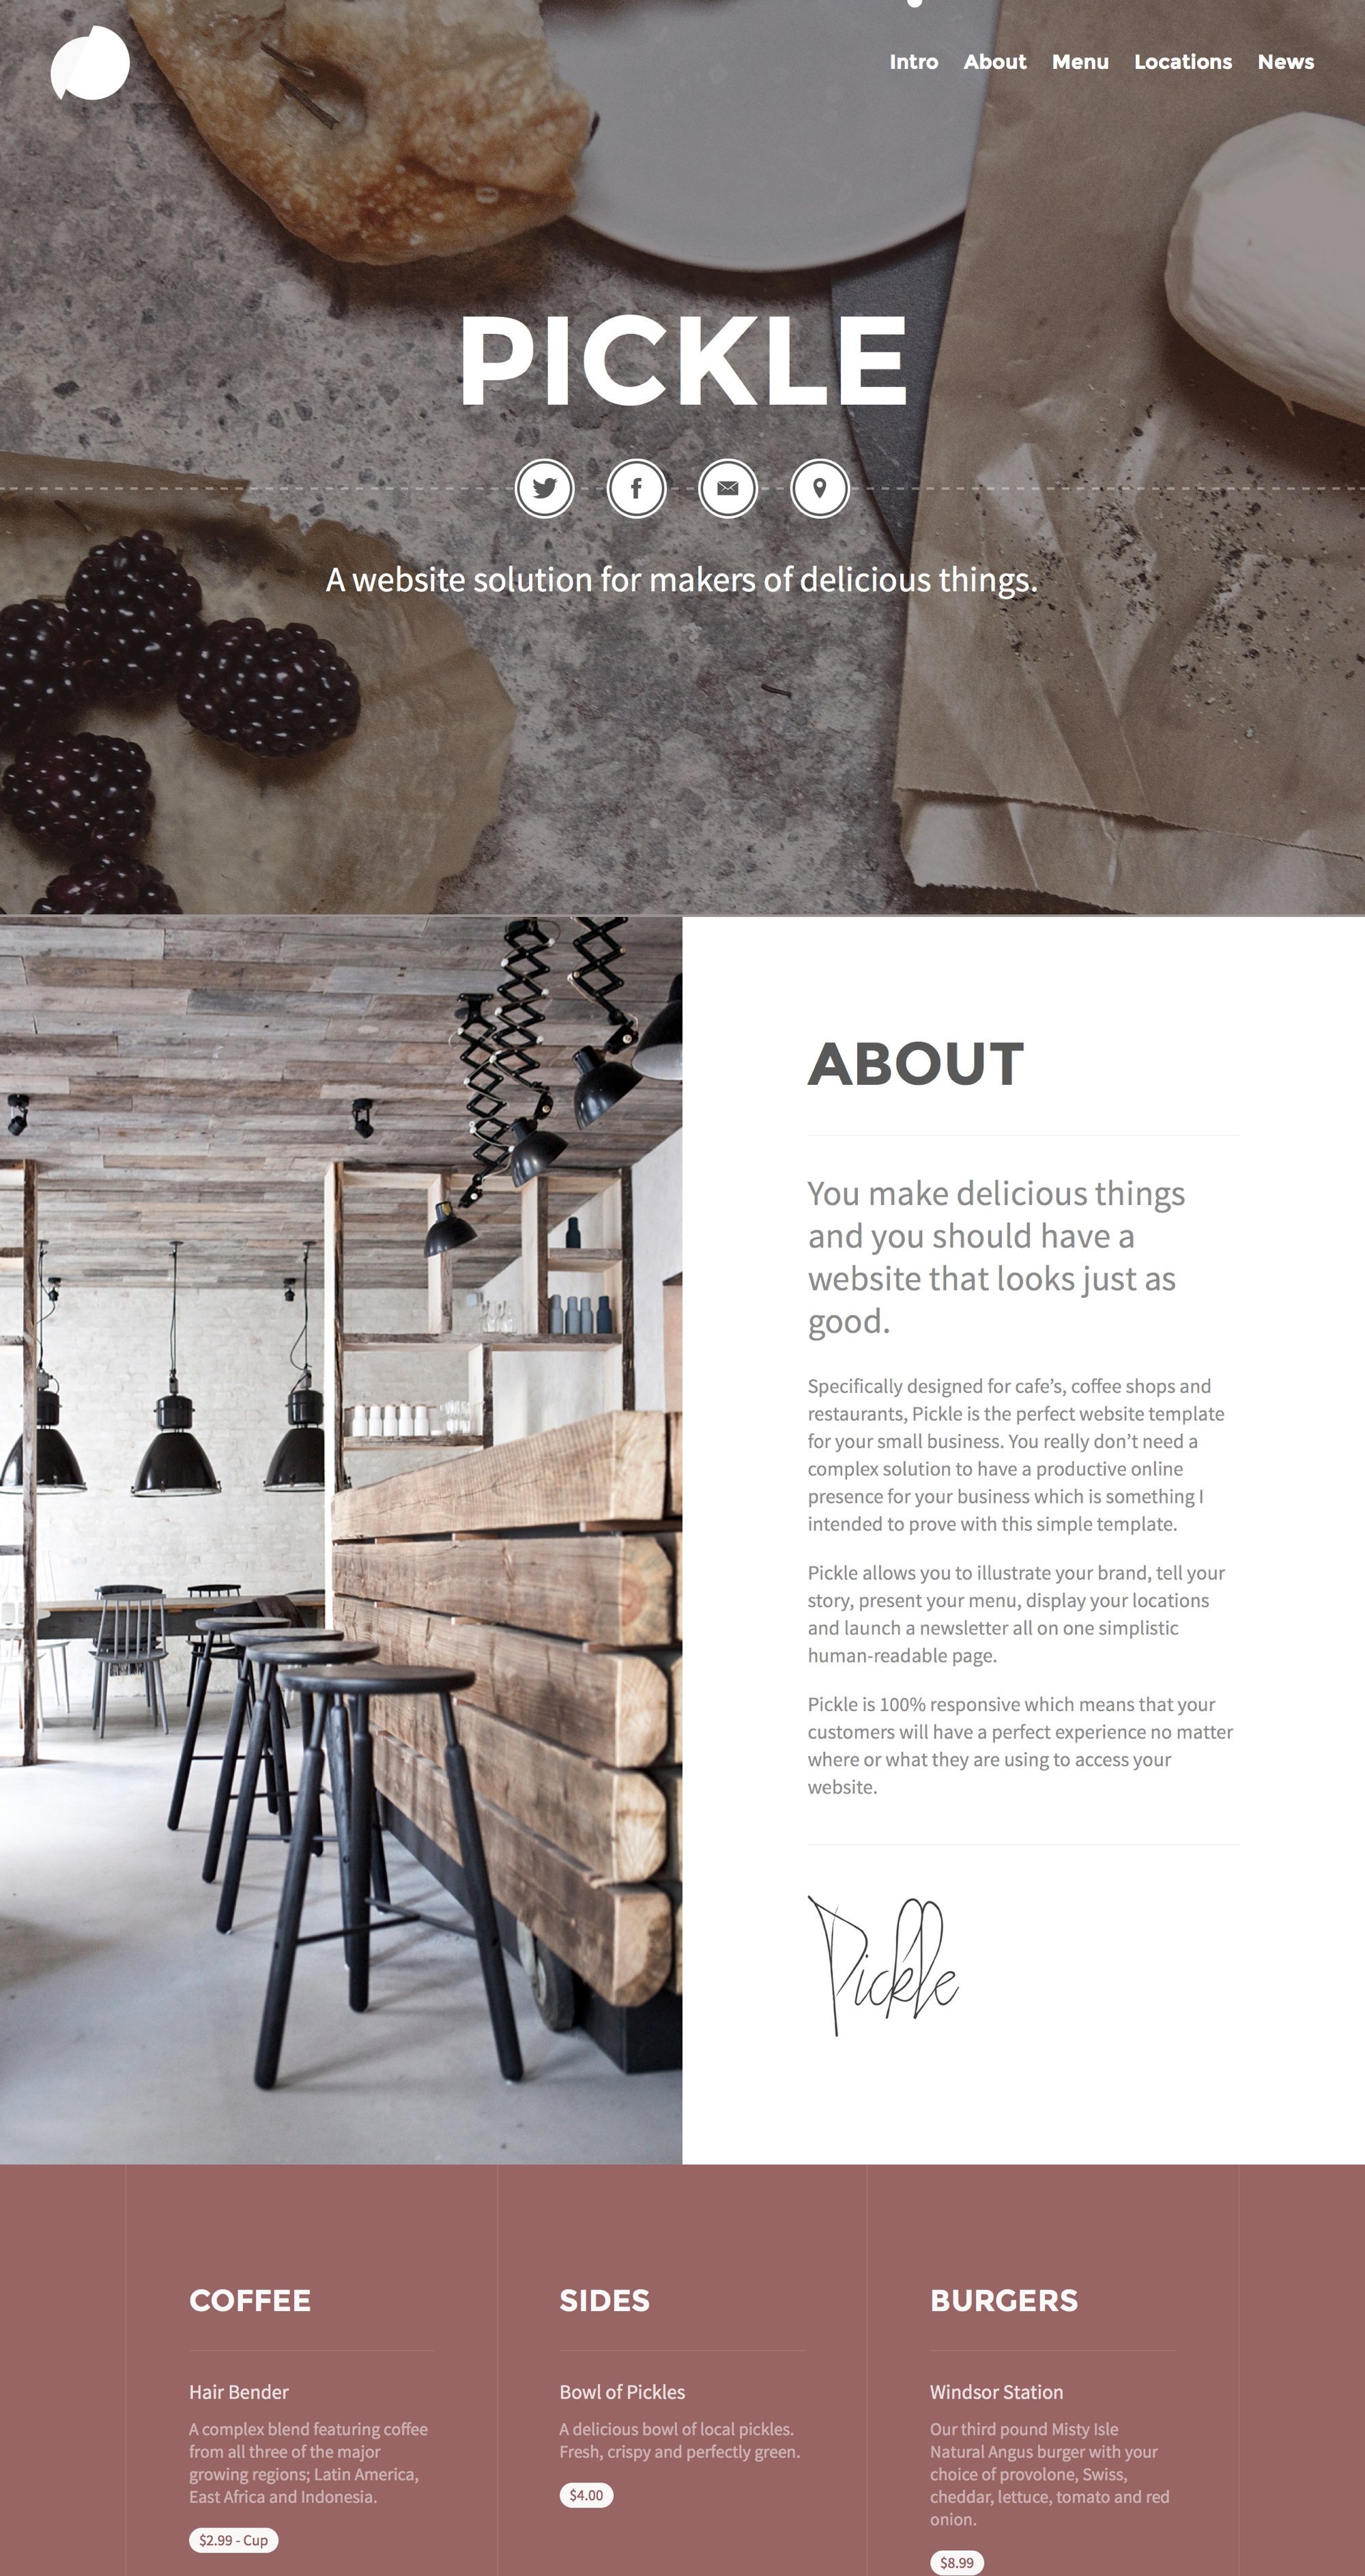 Intro About Menu Locations News
PICKLE
A website solution for makers of delicious things.
ABOUT
You make delicious things
and you should have a
website that looks just as
good.
Specifically designed for cafe’s, coffee shops and
restaurants, Pickle is the perfect website template
for your small business. You really don’t need a
complex solution to have a productive online
presence for your business which is something I
intended to prove with this simple template.
Pickle allows you to illustrate your brand, tell your
story, present your menu, display your locations
and launch a newsletter all on one simplistic
human-readable page.
Pickle is 100% responsive which means that your
customers will have a perfect experience no matter
where or what they are using to access your
website.
Pickle
COFFEE
Hair Bender
A complex blend featuring coffee
from all three of the major
growing regions; Latin America,
East Africa and Indonesia.
$2.99 - Cup
SIDES
Bowl of Pickles
A delicious bowl of local pickles.
Fresh, crispy and perfectly green.
$4.00
BURGERS
Windsor Station
Our third pound Misty Isle
Natural Angus burger with your
choice of provolone, Swiss,
cheddar, lettuce, tomato and red
onion.
$8.99